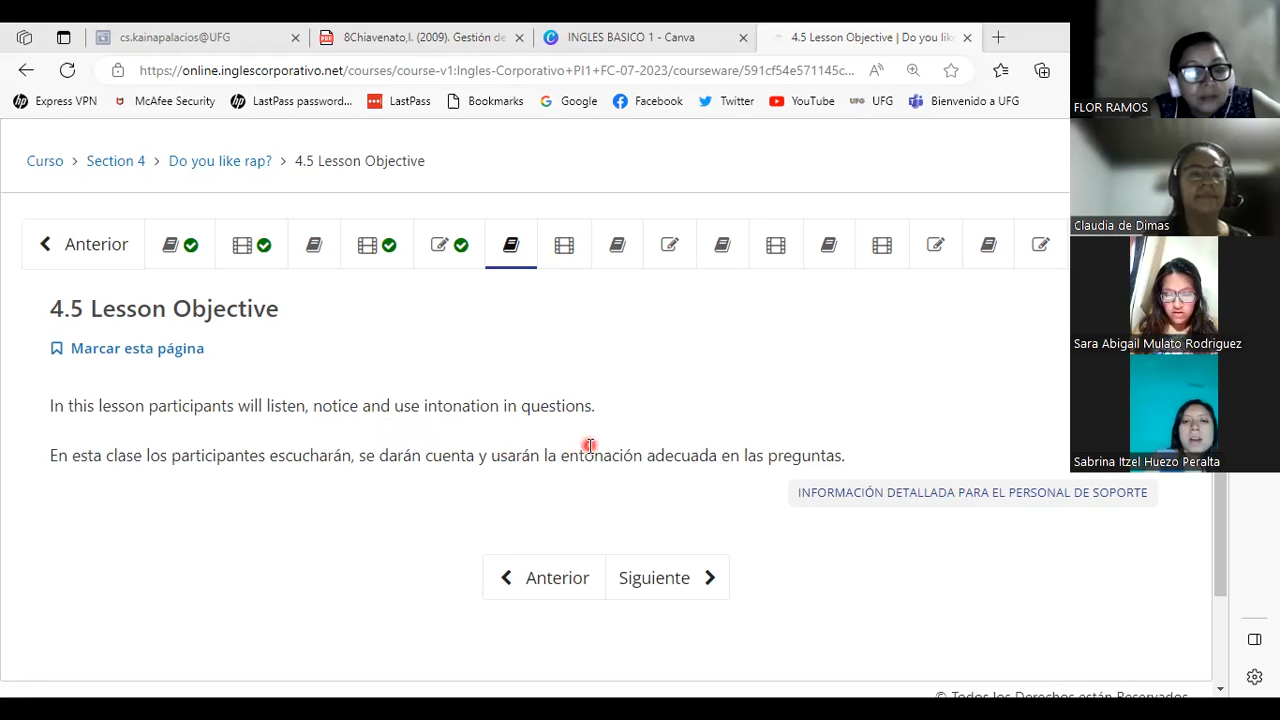 cs.kainapalacios@UFG
8Chiavenato,I. (2009). Gestión de
INGLES BASICO 1 - Canva
4.5 Lesson Objective | Do you like
https://online.inglescorporativo.net/courses/course-v1:Ingles-Corporativo+PI1+FC-07-2023/courseware/591cf54e571145c...
Express VPN
McAfee Security
LastPass password...
LastPass
Bookmarks
Google
Facebook
Twitter
YouTube
UFG
Bienvenido a UFG
FLOR RAMOS
Curso > Section 4 > Do you like rap? > 4.5 Lesson Objective
Claudia de Dimas
Anterior
4.5 Lesson Objective
Sara Abigail Mulato Rodriguez
Marcar esta página
In this lesson participants will listen, notice and use intonation in questions.
En esta clase los participantes escucharán, se darán cuenta y usarán la entonación adecuada en las preguntas.
Sabrina Itzel Huezo Peralta
INFORMACIÓN DETALLADA PARA EL PERSONAL DE SOPORTE
Anterior
Siguiente
© Todos los Derechos están Reservados